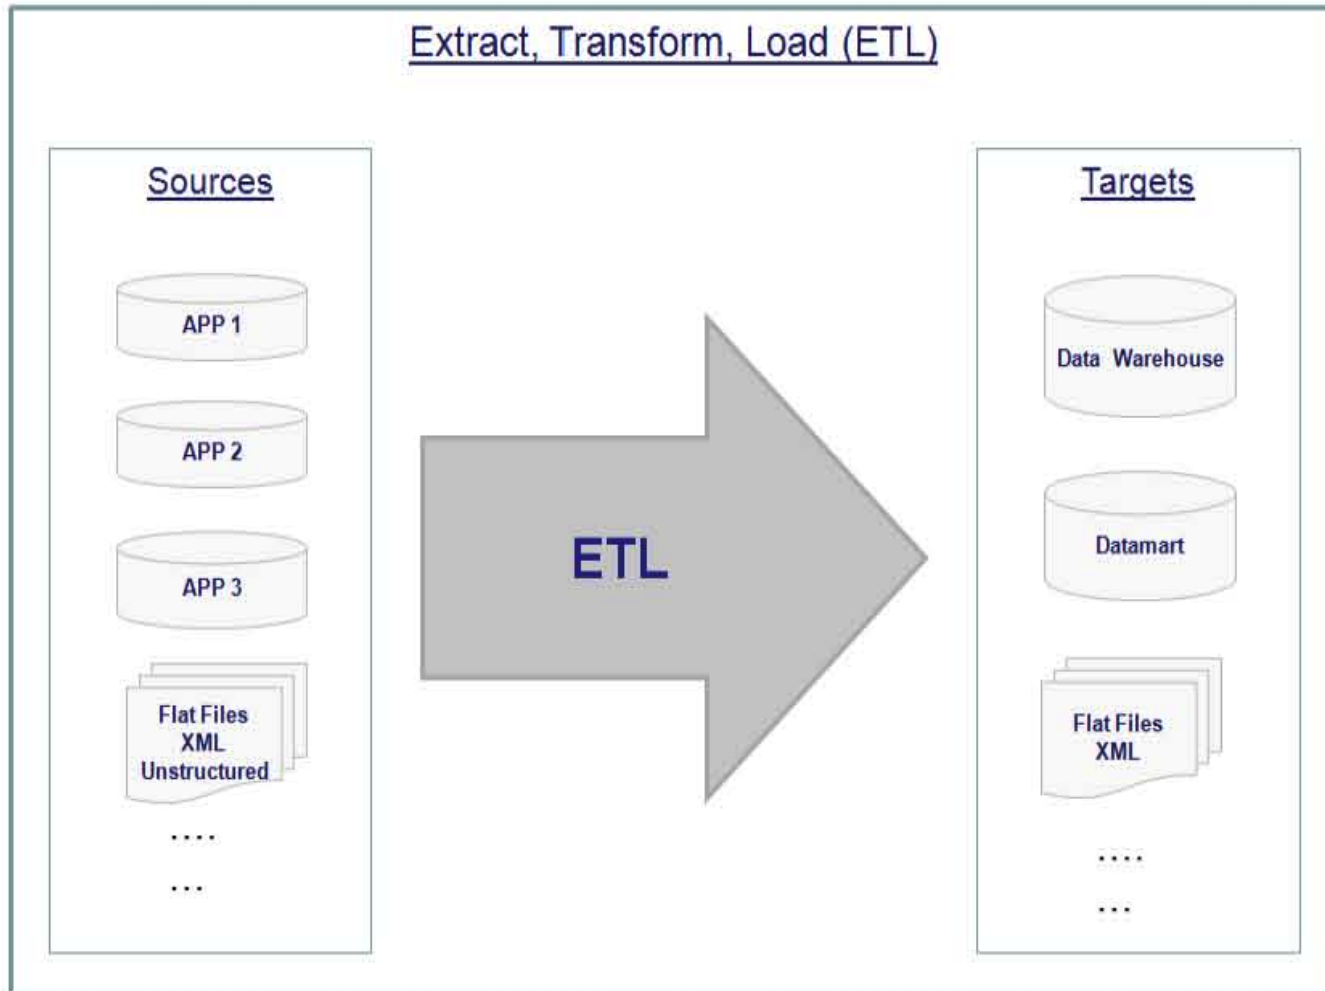 Extract, Transform, Load (ETL)
Sources
APP 1
APP 2
APP 3
Flat Files
XML
Unstructured
....
...
ETL
Targets
Data Warehouse
Datamart
Flat Files
XML
....
...